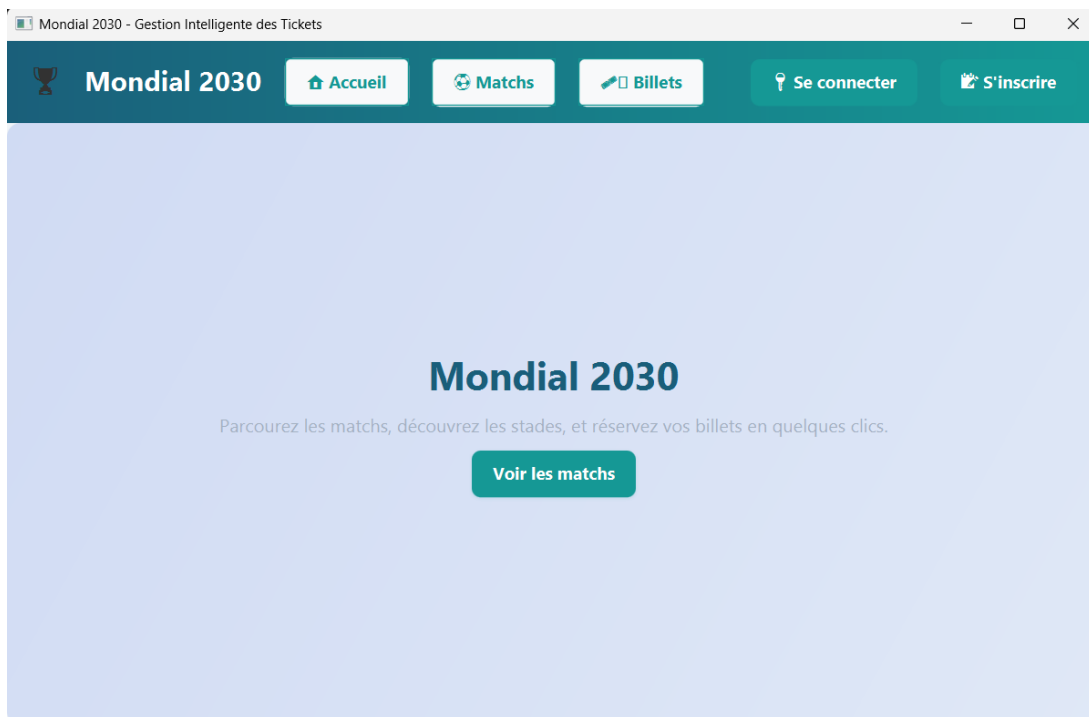 Mondial 2030 - Gestion Intelligente des Tickets
Mondial 2030
Accueil
Matchs
Billets
Se connecter
S'inscrire
Mondial 2030
Parcourez les matchs, découvrez les stades, et réservez vos billets en quelques clics.
Voir les matchs